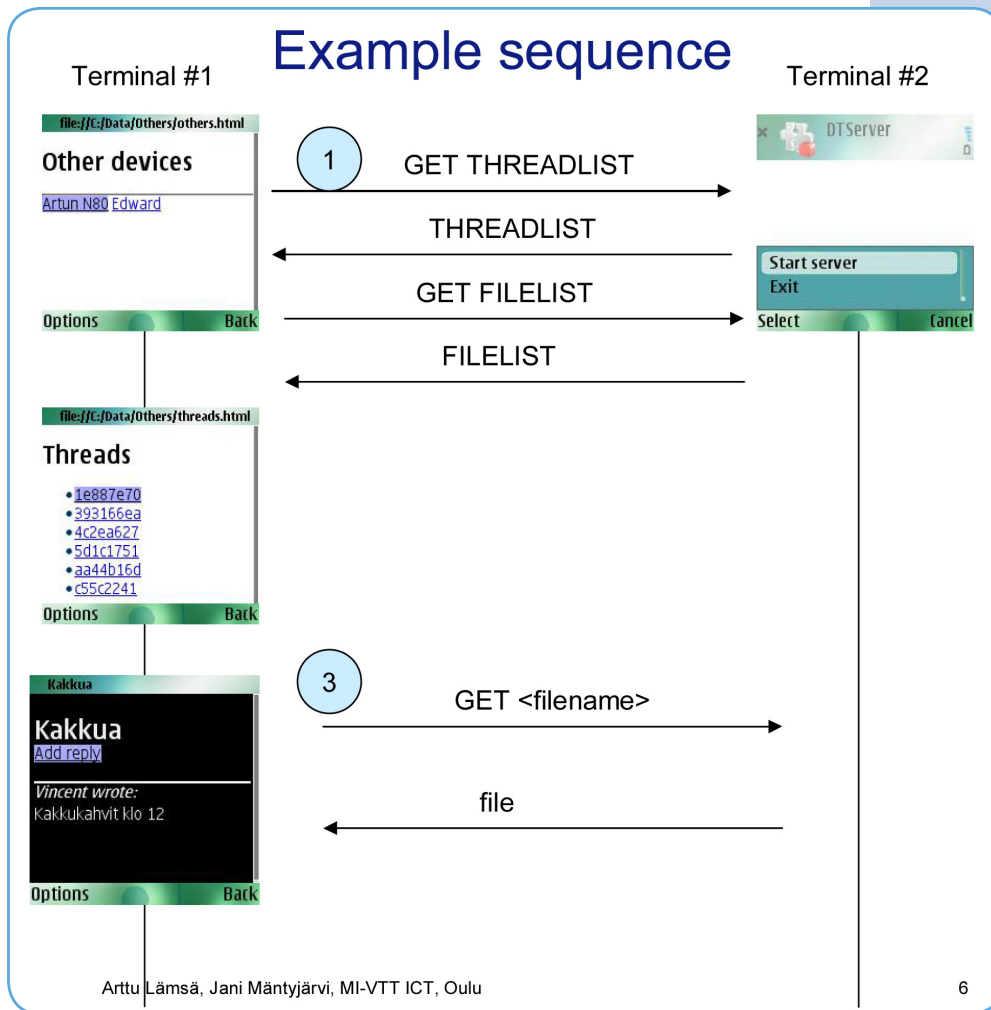 Example sequence
Terminal #1
Terminal #2
file://C:/Data/Others/others.html
Other devices
Artun N80 Edward
Options Back
1
GET THREADLIST
THREADLIST
GET FILELIST
FILELIST
DTServer
Start server
Exit
Select Cancel
file://C:/Data/Others/threads.html
Threads
1e887e70
393166ea
4c2ea627
5d1c1751
aa44b16d
c55c2241
Options Back
Kakkua
Kakkua
Add reply
Vincent wrote:
Kakkukahvit klo 12
Options Back
3
GET <filename>
file
Arttu Lämsä, Jani Mäntyjärvi, MI-VTT ICT, Oulu
6